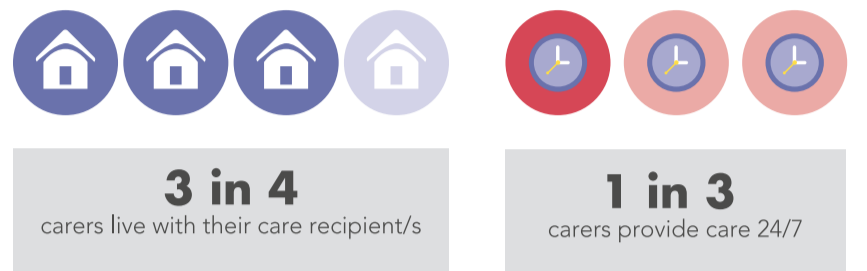 3 in 4
carers live with their care recipient/s
1 in 3
carers provide care 24/7